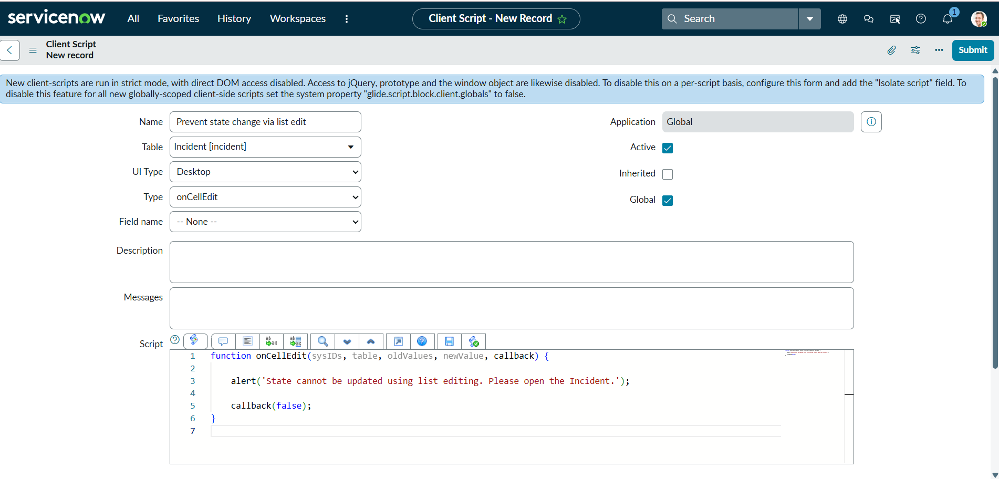 servicenow All Favorites History Workspaces Client Script - New Record Search 1
Client Script
New record
Submit
New client-scripts are run in strict mode, with direct DOM access disabled. Access to jQuery, prototype and the window object are likewise disabled. To disable this on a per-script basis, configure this form and add the "Isolate script" field. To
disable this feature for all new globally-scoped client-side scripts set the system property "glide.script.block.client.globals" to false.
Name Prevent state change via list edit
Application Global
Table Incident [incident]
Active
UI Type Desktop
Inherited
Type onCellEdit
Global
Field name -- None --
Description
Messages
Script
1 function onCellEdit(sysIDs, table, oldValues, newValue, callback) {
2
3 alert('State cannot be updated using list editing. Please open the Incident.');
4
5 callback(false);
6 }
7